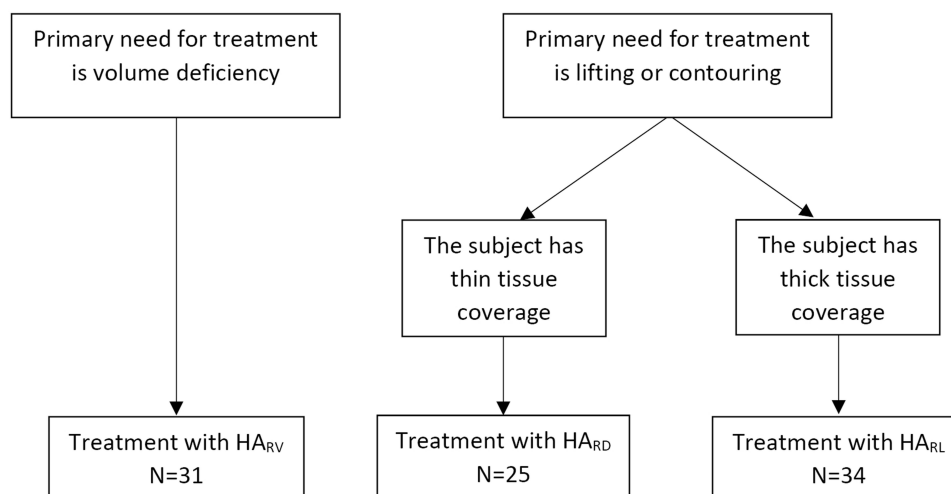 Primary need for treatment
is volume deficiency
Primary need for treatment
is lifting or contouring
The subject has
thin tissue
coverage
The subject has
thick tissue
coverage
Treatment with HARV
N=31
Treatment with HARD
N=25
Treatment with HARL
N=34